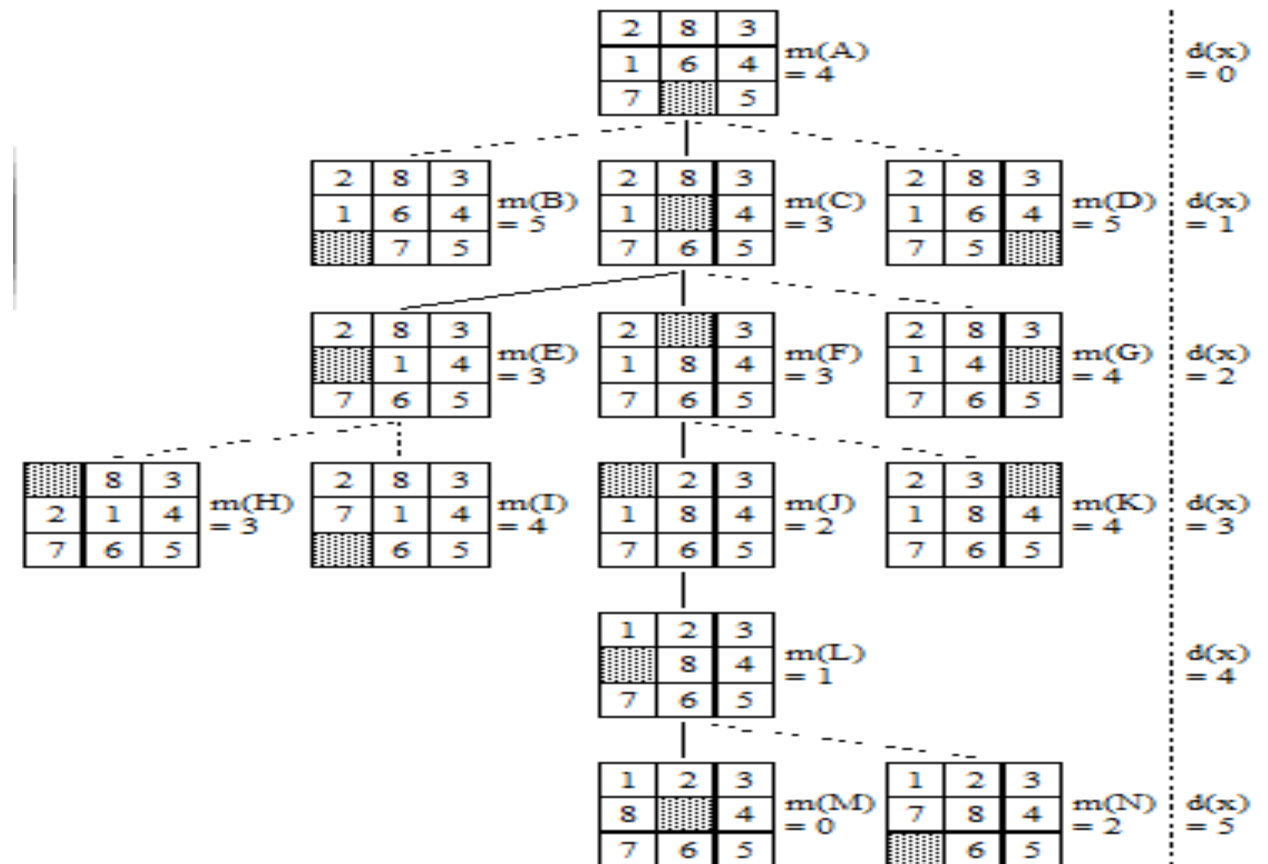 2 8 3
1 6 4
7 5
m(A)
= 4
d(x)
= 0
2 8 3
1 6 4
7 5
m(B)
= 5
2 8 3
1 4
7 6 5
m(C)
= 3
2 8 3
1 6 4
7 5
m(D)
= 5
d(x)
= 1
2 8 3
1 4
7 6 5
m(E)
= 3
2 3
1 8 4
7 6 5
m(F)
= 3
2 8 3
1 4
7 6 5
m(G)
= 4
d(x)
= 2
8 3
2 1 4
7 6 5
m(H)
= 3
2 8 3
7 1 4
6 5
m(I)
= 4
2 3
1 8 4
7 6 5
m(J)
= 2
2 3
1 8 4
7 6 5
m(K)
= 4
d(x)
= 3
1 2 3
8 4
7 6 5
m(L)
= 1
d(x)
= 4
1 2 3
8 4
7 6 5
m(M)
= 0
1 2 3
7 8 4
6 5
m(N)
= 2
d(x)
= 5